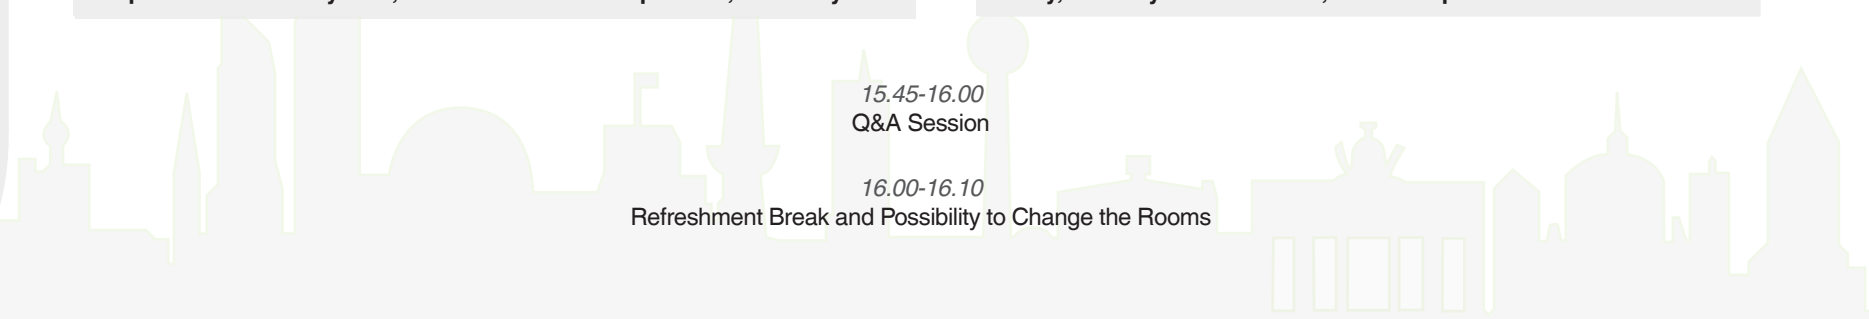 15.45-16.00
Q&A Session
16.00-16.10
Refreshment Break and Possibility to Change the Rooms